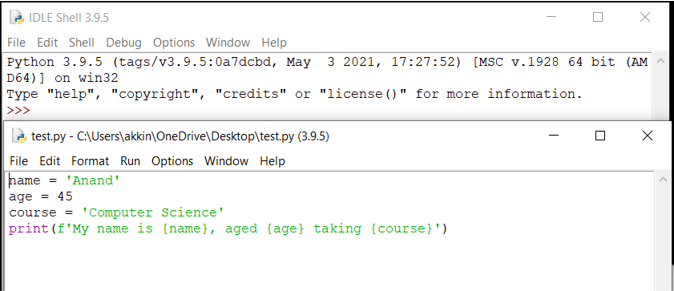 IDLE Shell 3.9.5
File Edit Shell Debug Options Window Help
Python 3.9.5 (tags/v3.9.5:0a7dcbd, May  3 2021, 17:27:52) [MSC v.1928 64 bit (AM
D64)] on win32
Type "help", "copyright", "credits" or "license()" for more information.
>>>
test.py - C:\Users\akkin\OneDrive\Desktop\test.py (3.9.5)
File Edit Format Run Options Window Help
name = 'Anand'
age = 45
course = 'Computer Science'
print(f'My name is {name}, aged {age} taking {course}')